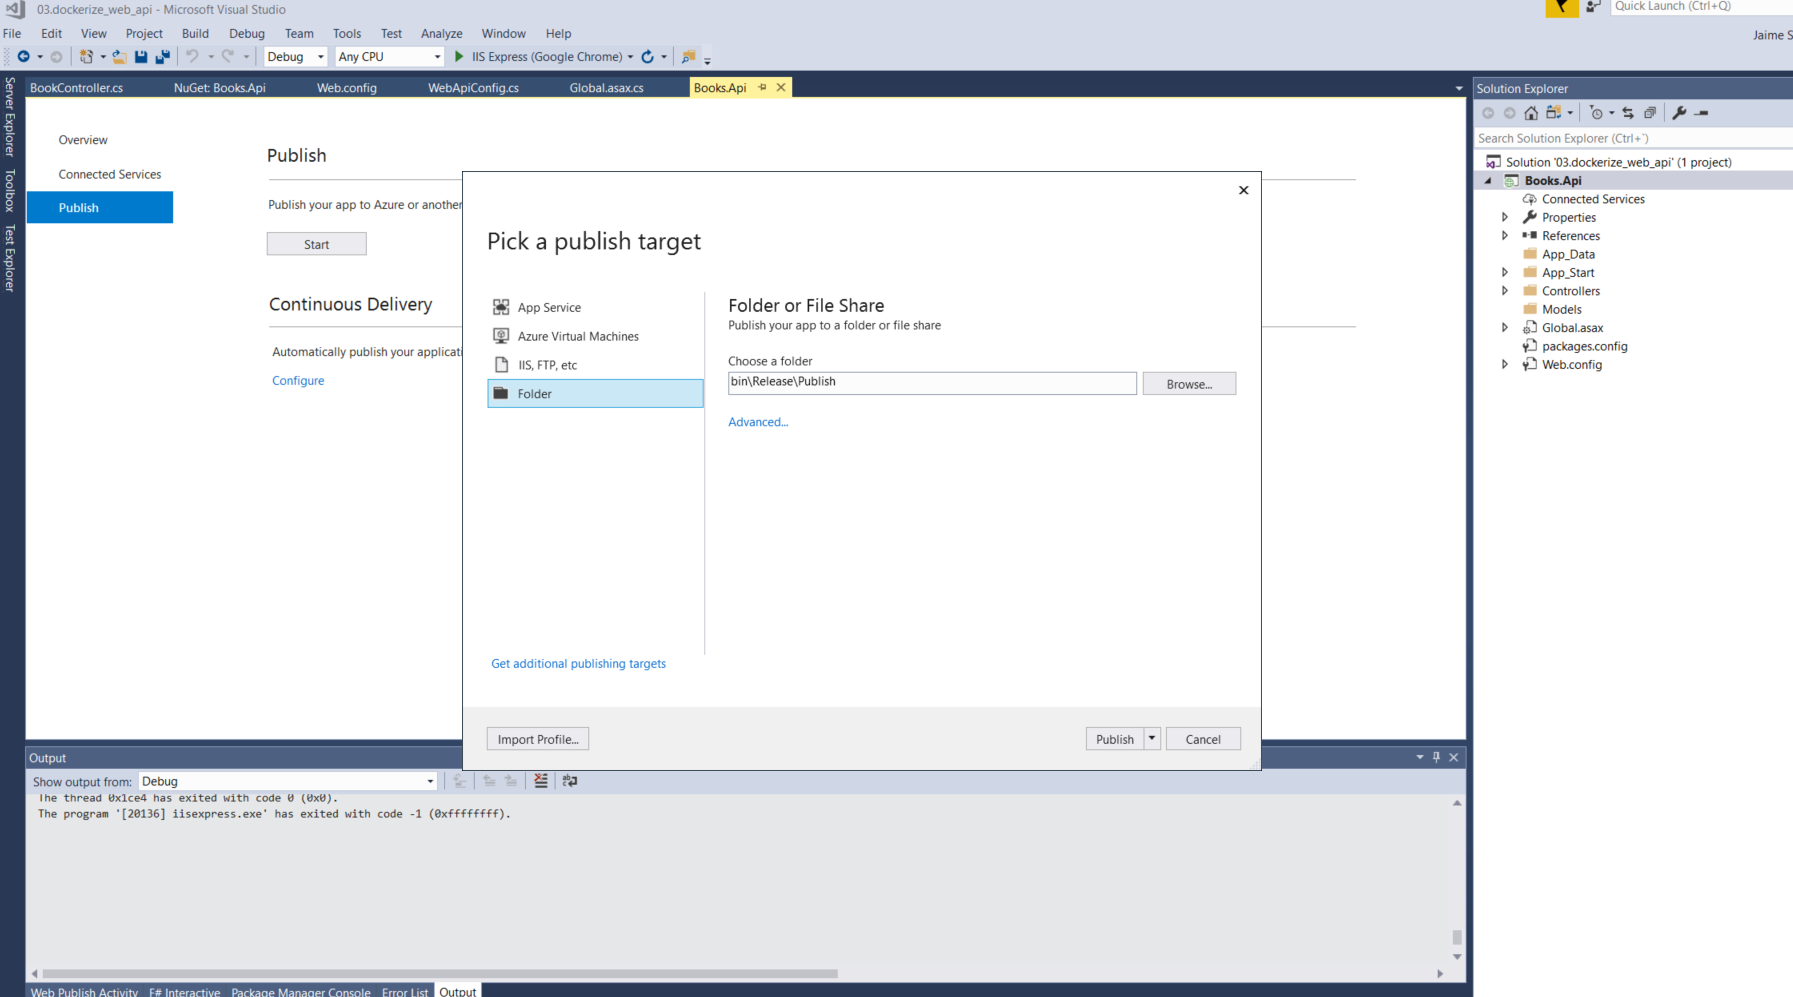 03.dockerize_web_api - Microsoft Visual Studio
Quick Launch (Ctrl+Q)
File Edit View Project Build Debug Team Tools Test Analyze Window Help
Jaime S
Debug Any CPU IIS Express (Google Chrome)
Server Explorer
Toolbox
Test Explorer
BookController.cs NuGet: Books.Api Web.config WebApiConfig.cs Global.asax.cs Books.Api
Overview
Connected Services
Publish
Publish
Publish your app to Azure or another
Start
Continuous Delivery
Automatically publish your applicati
Configure
Pick a publish target
App Service
Azure Virtual Machines
IIS, FTP, etc
Folder
Get additional publishing targets
Folder or File Share
Publish your app to a folder or file share
Choose a folder
bin\Release\Publish
Browse...
Advanced...
Import Profile...
Publish
Cancel
Solution Explorer
Search Solution Explorer (Ctrl+¨)
Solution '03.dockerize_web_api' (1 project)
Books.Api
Connected Services
Properties
References
App_Data
App_Start
Controllers
Models
Global.asax
packages.config
Web.config
Output
Show output from: Debug
The thread 0x1ce4 has exited with code 0 (0x0).
The program '[20136] iisexpress.exe' has exited with code -1 (0xffffffff).
Web Publish Activity F# Interactive Package Manager Console Error List Output